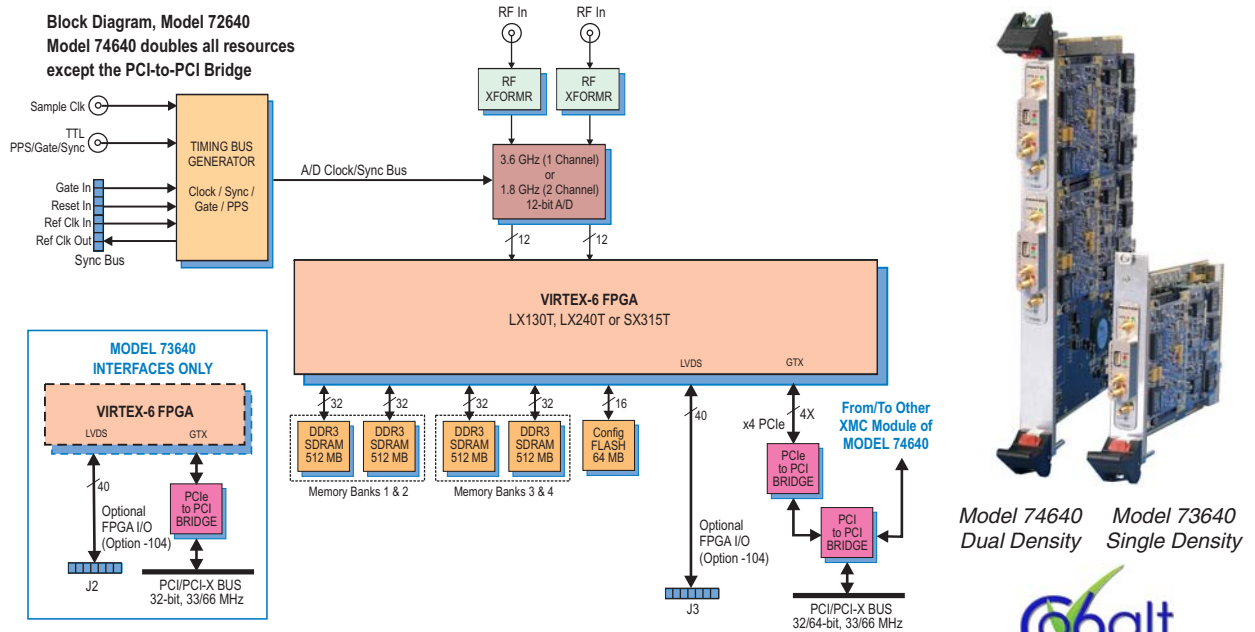 Block Diagram, Model 72640
Model 74640 doubles all resources
except the PCI-to-PCI Bridge
RF In
RF In
RF
XFORMR
RF
XFORMR
Sample Clk
TTL
PPS/Gate/Sync
TIMING BUS
GENERATOR
Clock / Sync /
Gate / PPS
Gate In
Reset In
Ref Clk In
Ref Clk Out
Sync Bus
A/D Clock/Sync Bus
3.6 GHz (1 Channel)
or
1.8 GHz (2 Channel)
12-bit A/D
12
12
VIRTEX-6 FPGA
LX130T, LX240T or SX315T
LVDS
GTX
32
32
32
32
16
40
4X
x4 PCIe
DDR3
SDRAM
512 MB
DDR3
SDRAM
512 MB
DDR3
SDRAM
512 MB
DDR3
SDRAM
512 MB
Config
FLASH
64 MB
Memory Banks 1 & 2
Memory Banks 3 & 4
From/To Other
XMC Module of
MODEL 74640
PCIe
to PCI
BRIDGE
PCI
to PCI
BRIDGE
Optional
FPGA I/O
(Option -104)
J3
PCI/PCI-X BUS
32/64-bit, 33/66 MHz
MODEL 73640
INTERFACES ONLY
VIRTEX-6 FPGA
LVDS
GTX
40
PCIe
to PCI
BRIDGE
Optional
FPGA I/O
(Option -104)
J2
PCI/PCI-X BUS
32-bit, 33/66 MHz
Model 74640
Dual Density
Model 73640
Single Density
Cobalt